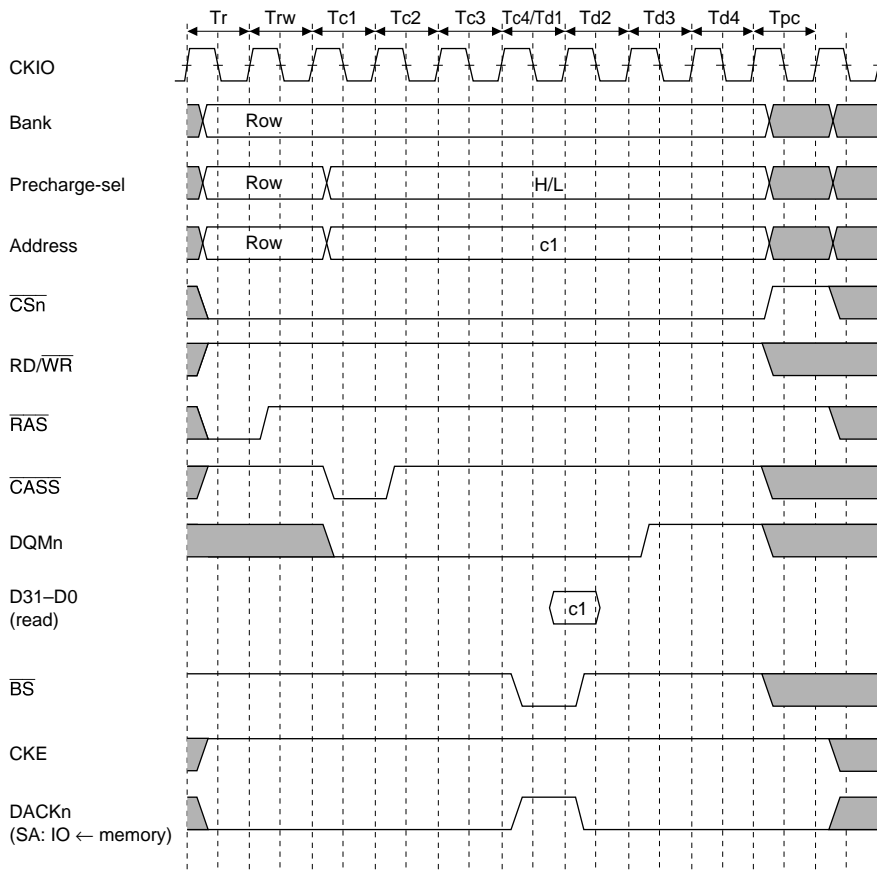 Tr Trw Tc1 Tc2 Tc3 Tc4/Td1 Td2 Td3 Td4 Tpc
CKIO
Bank Row
Precharge-sel Row H/L
Address Row c1
CSn
RD/WR
RAS
CASS
DQMn
D31–D0
(read)
c1
BS
CKE
DACKn
(SA: IO ← memory)